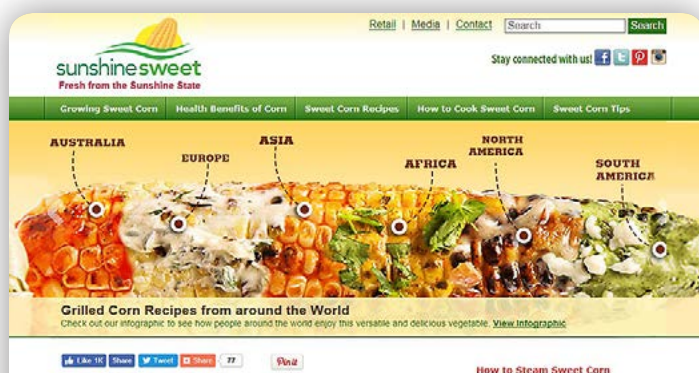 Retail | Media | Contact Search Search
Stay connected with us!
sunshinesweet
Fresh from the Sunshine State
Growing Sweet Corn Health Benefits of Corn Sweet Corn Recipes How to Cook Sweet Corn Sweet Corn Tips
AUSTRALIA
EUROPE
ASIA
AFRICA
NORTH
AMERICA
SOUTH
AMERICA
Grilled Corn Recipes from around the World
Check out our infographic to see how people around the world enjoy this versatile and delicious vegetable. View Infographic
Like 1K Share Tweet Share 77 Pin it
How to Steam Sweet Corn